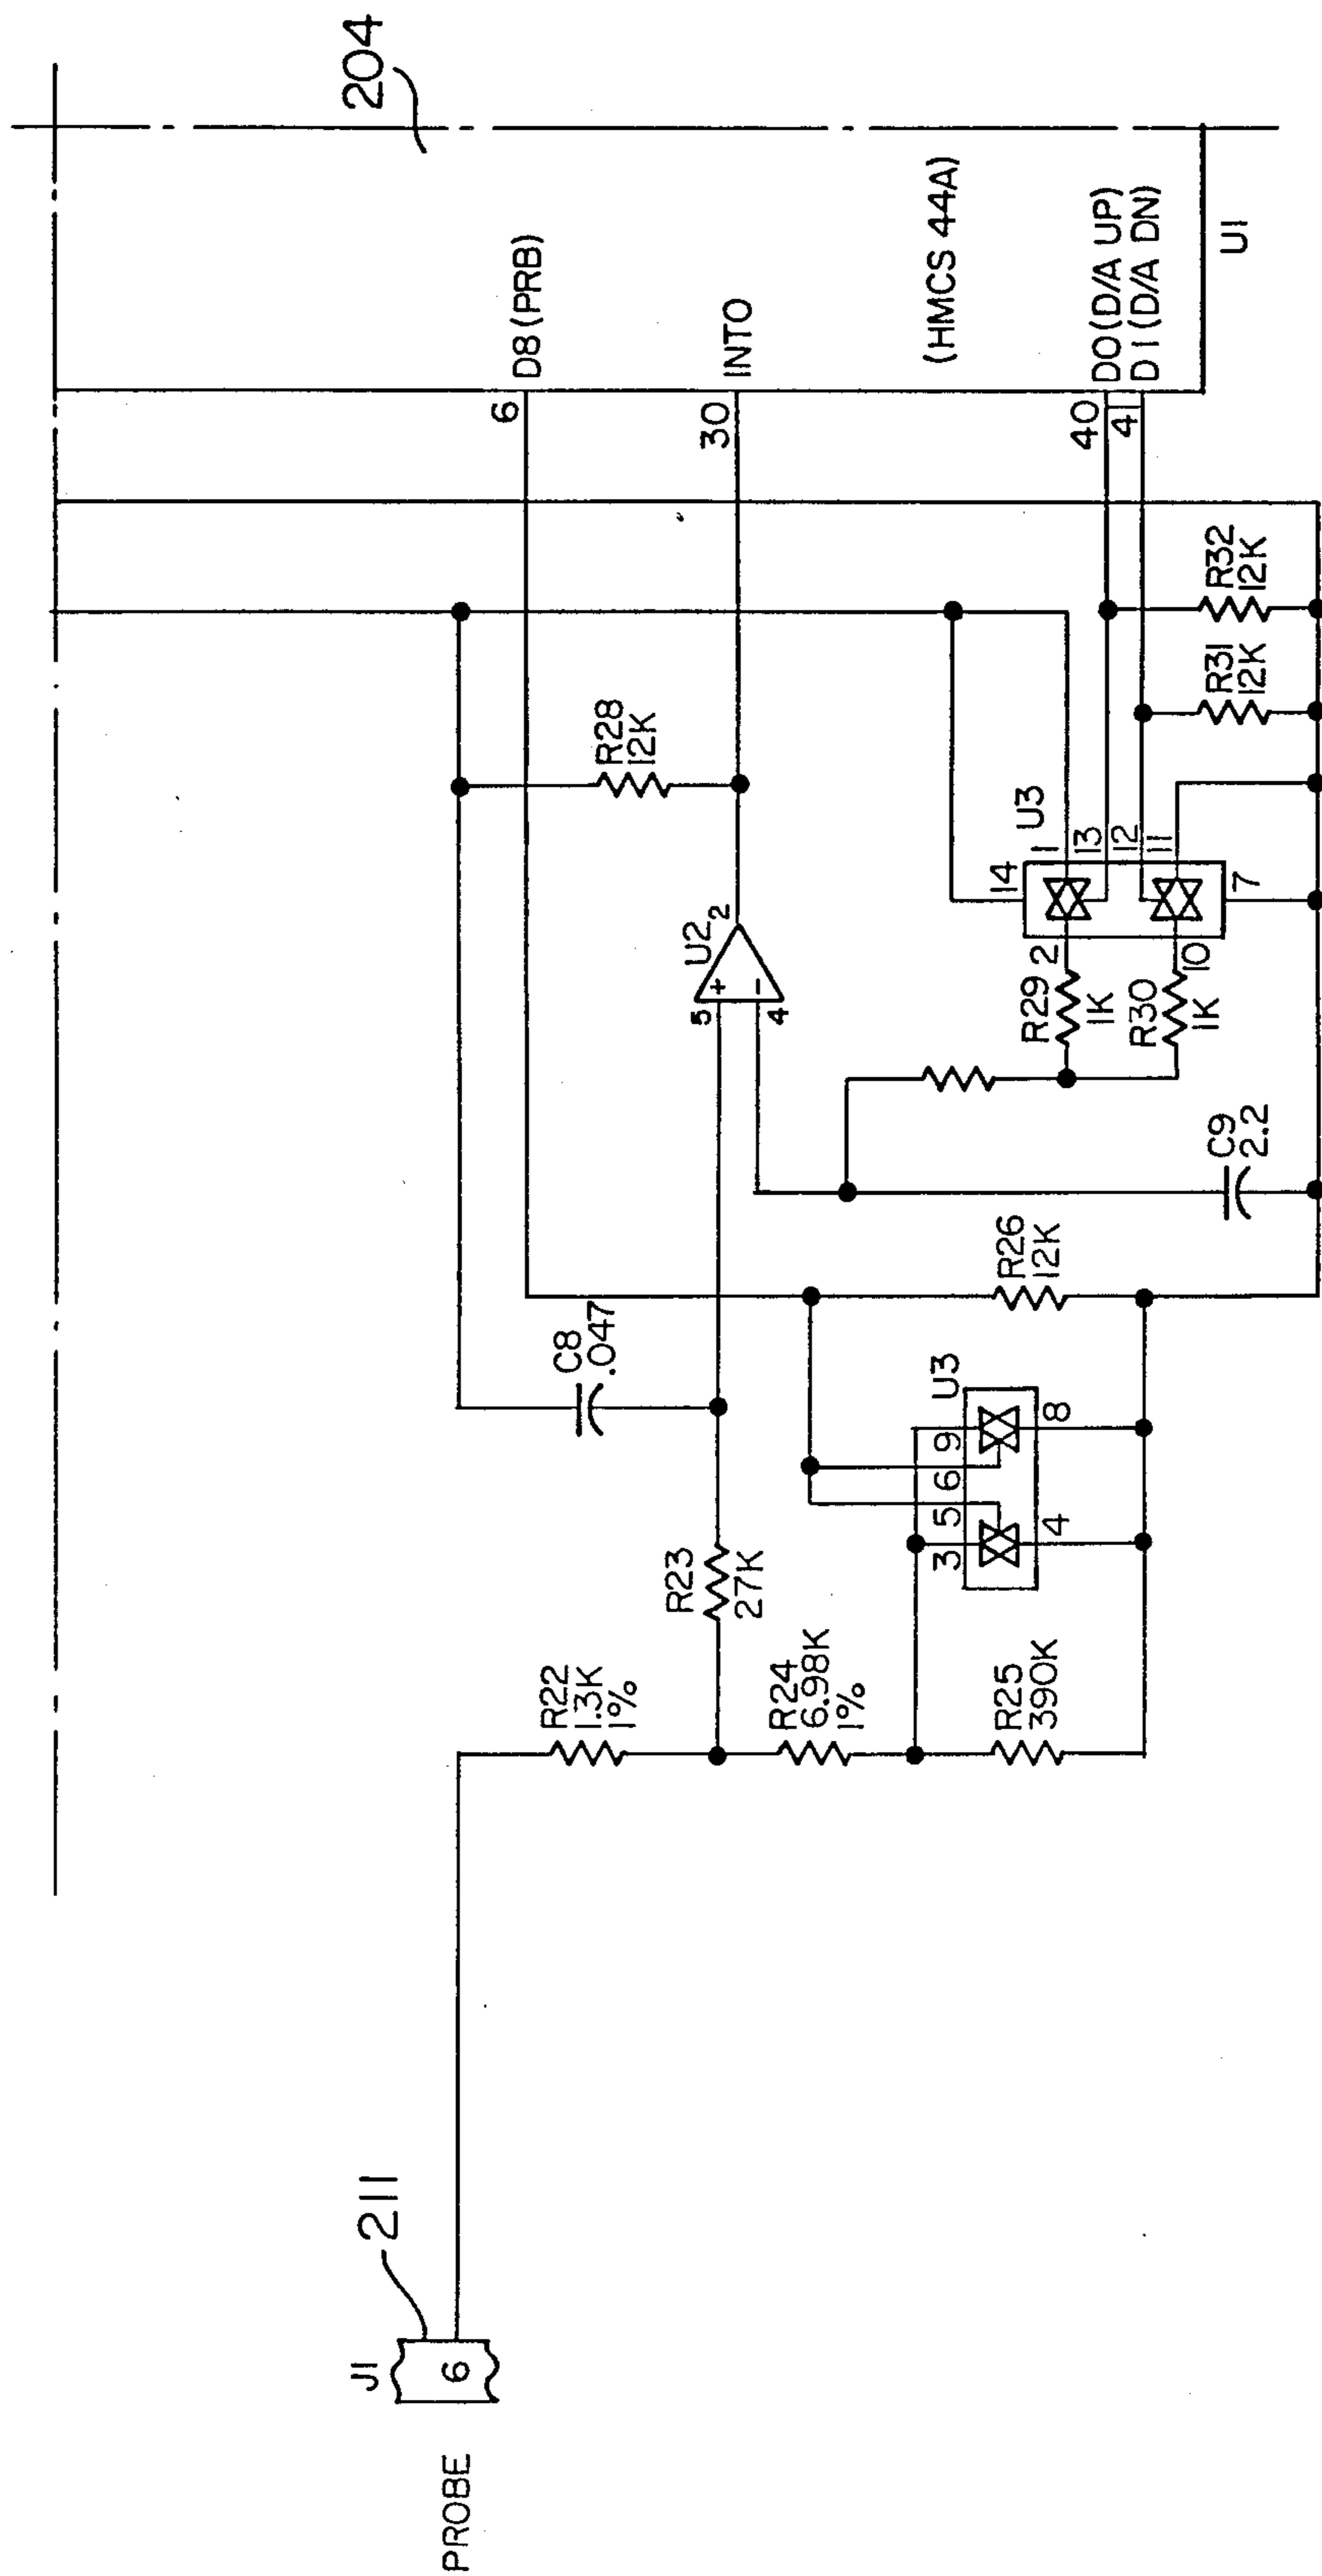 204
D8 (PRB)
6
INTO
30
(HMCS 44A)
D0 (D/A UP)
D1 (D/A DN)
40
4
U1
R28
12K
R32
12K
R31
12K
U3
14
1
13
12
11
2
10
7
U2
2
5
+
-
4
R29
1K
R30
1K
C9
2.2
C8
.047
R26
12K
U3
9
6
5
3
8
4
R23
27K
R22
1.3K
1%
R24
6.98K
1%
R25
390K
211
J1
6
PROBE